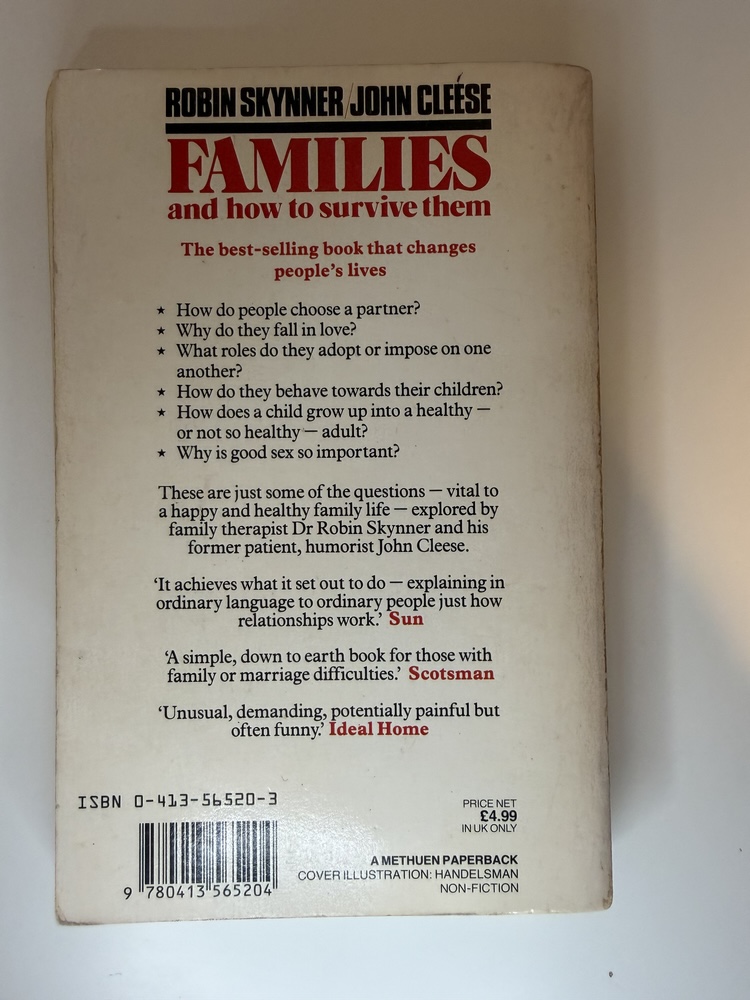 ROBIN SKYNNER/JOHN CLEESE
FAMILIES
and how to survive them
The best-selling book that changes
people's lives
★ How do people choose a partner?
★ Why do they fall in love?
★ What roles do they adopt or impose on one
another?
★ How do they behave towards their children?
★ How does a child grow up into a healthy —
or not so healthy — adult?
★ Why is good sex so important?
These are just some of the questions — vital to
a happy and healthy family life — explored by
family therapist Dr Robin Skynner and his
former patient, humorist John Cleese.
‘It achieves what it set out to do — explaining in
ordinary language to ordinary people just how
relationships work.’ Sun
‘A simple, down to earth book for those with
family or marriage difficulties.’ Scotsman
‘Unusual, demanding, potentially painful but
often funny.’ Ideal Home
ISBN 0-413-56520-3
PRICE NET
£4.99
IN UK ONLY
A METHUEN PAPERBACK
COVER ILLUSTRATION: HANDELSMAN
NON-FICTION
9 780413 565204